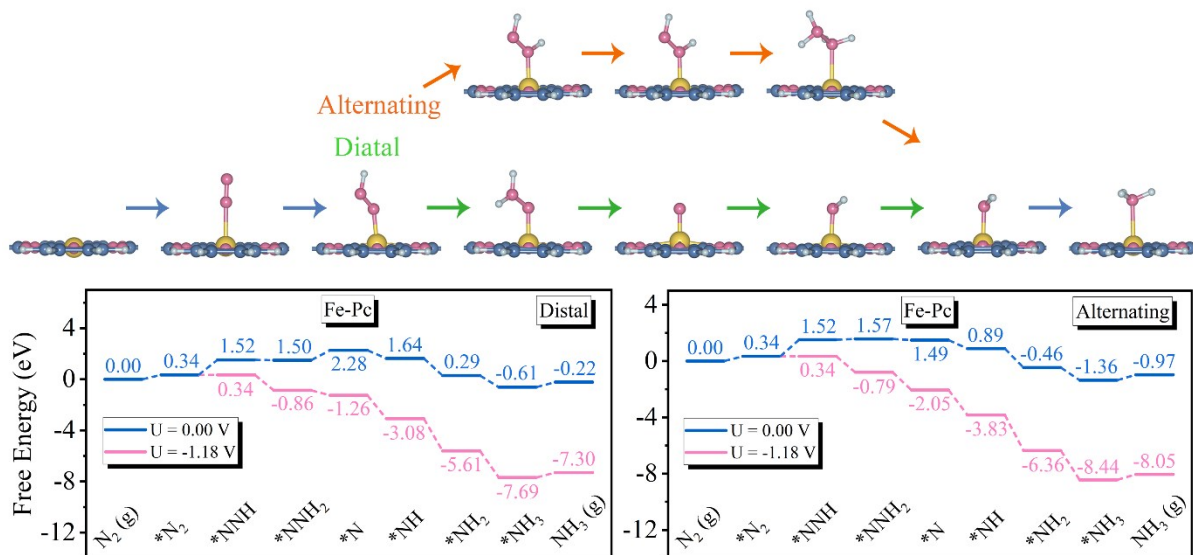 Alternating
Diatal
Fe-Pc
Distal
4
0
-4
-8
-12
Free Energy (eV)
0.00
0.34
1.52
1.50
2.28
1.64
0.29
-0.61
-0.22
0.34
-0.86
-1.26
-3.08
-5.61
-7.69
-7.30
U = 0.00 V
U = -1.18 V
N₂ (g)
*N₂
*NNH
*NNH₂
*N
*NH
*NH₂
*NH₃
NH₃ (g)
Fe-Pc
Alternating
4
0
-4
-8
-12
0.00
0.34
1.52
1.57
1.49
0.89
-0.46
-1.36
-0.97
0.34
-0.79
-2.05
-3.83
-6.36
-8.44
-8.05
U = 0.00 V
U = -1.18 V
N₂ (g)
*N₂
*NNH
*NNH₂
*N
*NH
*NH₂
*NH₃
NH₃ (g)